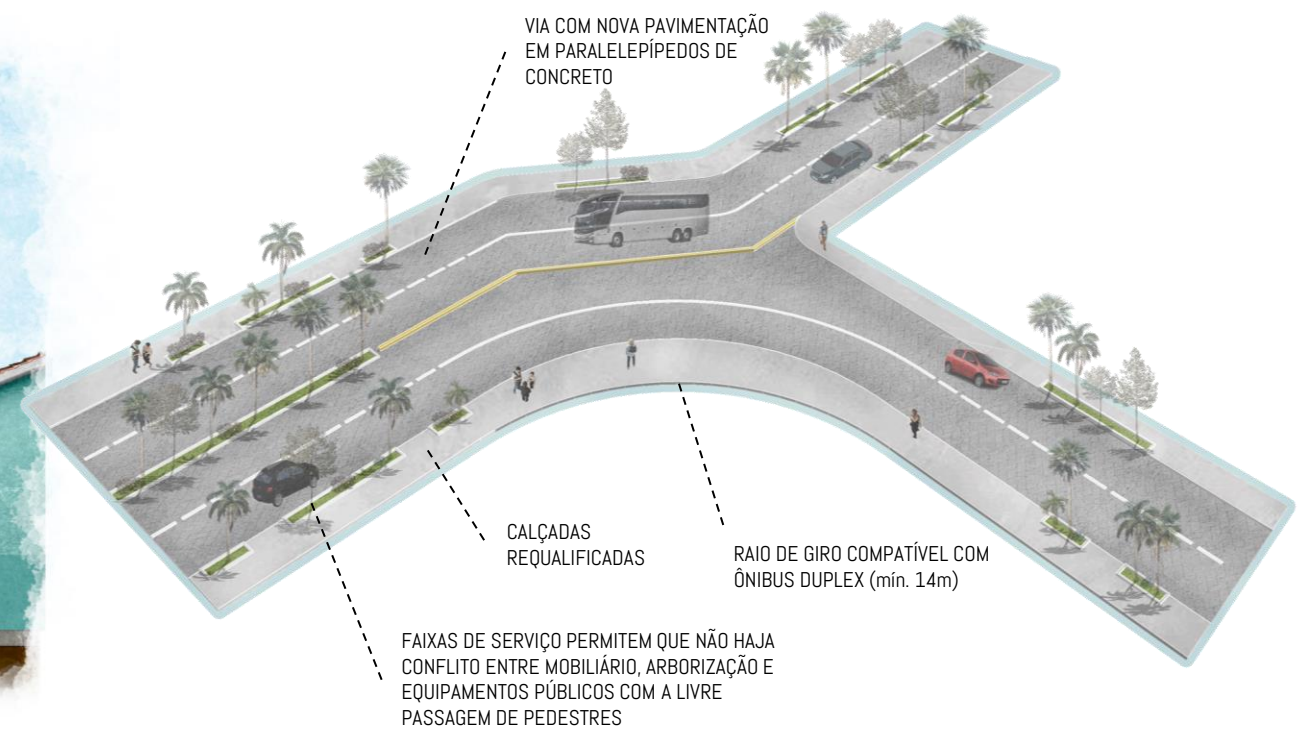 VIA COM NOVA PAVIMENTAÇÃO
EM PARALELEPÍPEDOS DE
CONCRETO
CALÇADAS
REQUALIFICADAS
RAIO DE GIRO COMPATÍVEL COM
ÔNIBUS DUPLEX (mín. 14m)
FAIXAS DE SERVIÇO PERMITEM QUE NÃO HAJA
CONFLITO ENTRE MOBILIÁRIO, ARBORIZAÇÃO E
EQUIPAMENTOS PÚBLICOS COM A LIVRE
PASSAGEM DE PEDESTRES